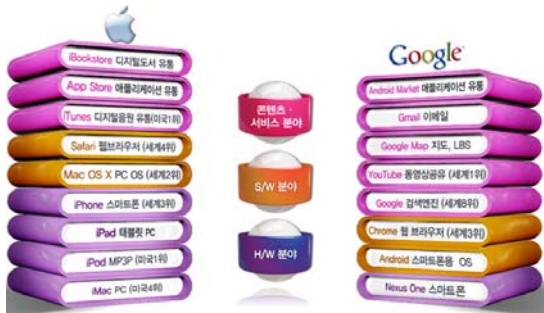 iBookstore 디지털도서 유통
App Store 애플리케이션 유통
iTunes 디지털음원 유통(미국1위)
Safari 웹브라우저 (세계4위)
Mac OS X PC OS (세계2위)
iPhone 스마트폰 (세계3위)
iPad 태블릿 PC
iPod MP3P (미국1위)
iMac PC (미국4위)
콘텐츠·
서비스 분야
S/W 분야
H/W 분야
Google
Android Market 애플리케이션 유통
Gmail 이메일
Google Map 지도, LBS
YouTube 동영상공유 (세계1위)
Google 검색엔진 (세계8위)
Chrome 웹 브라우저 (세계3위)
Android 스마트폰용 OS
Nexus One 스마트폰